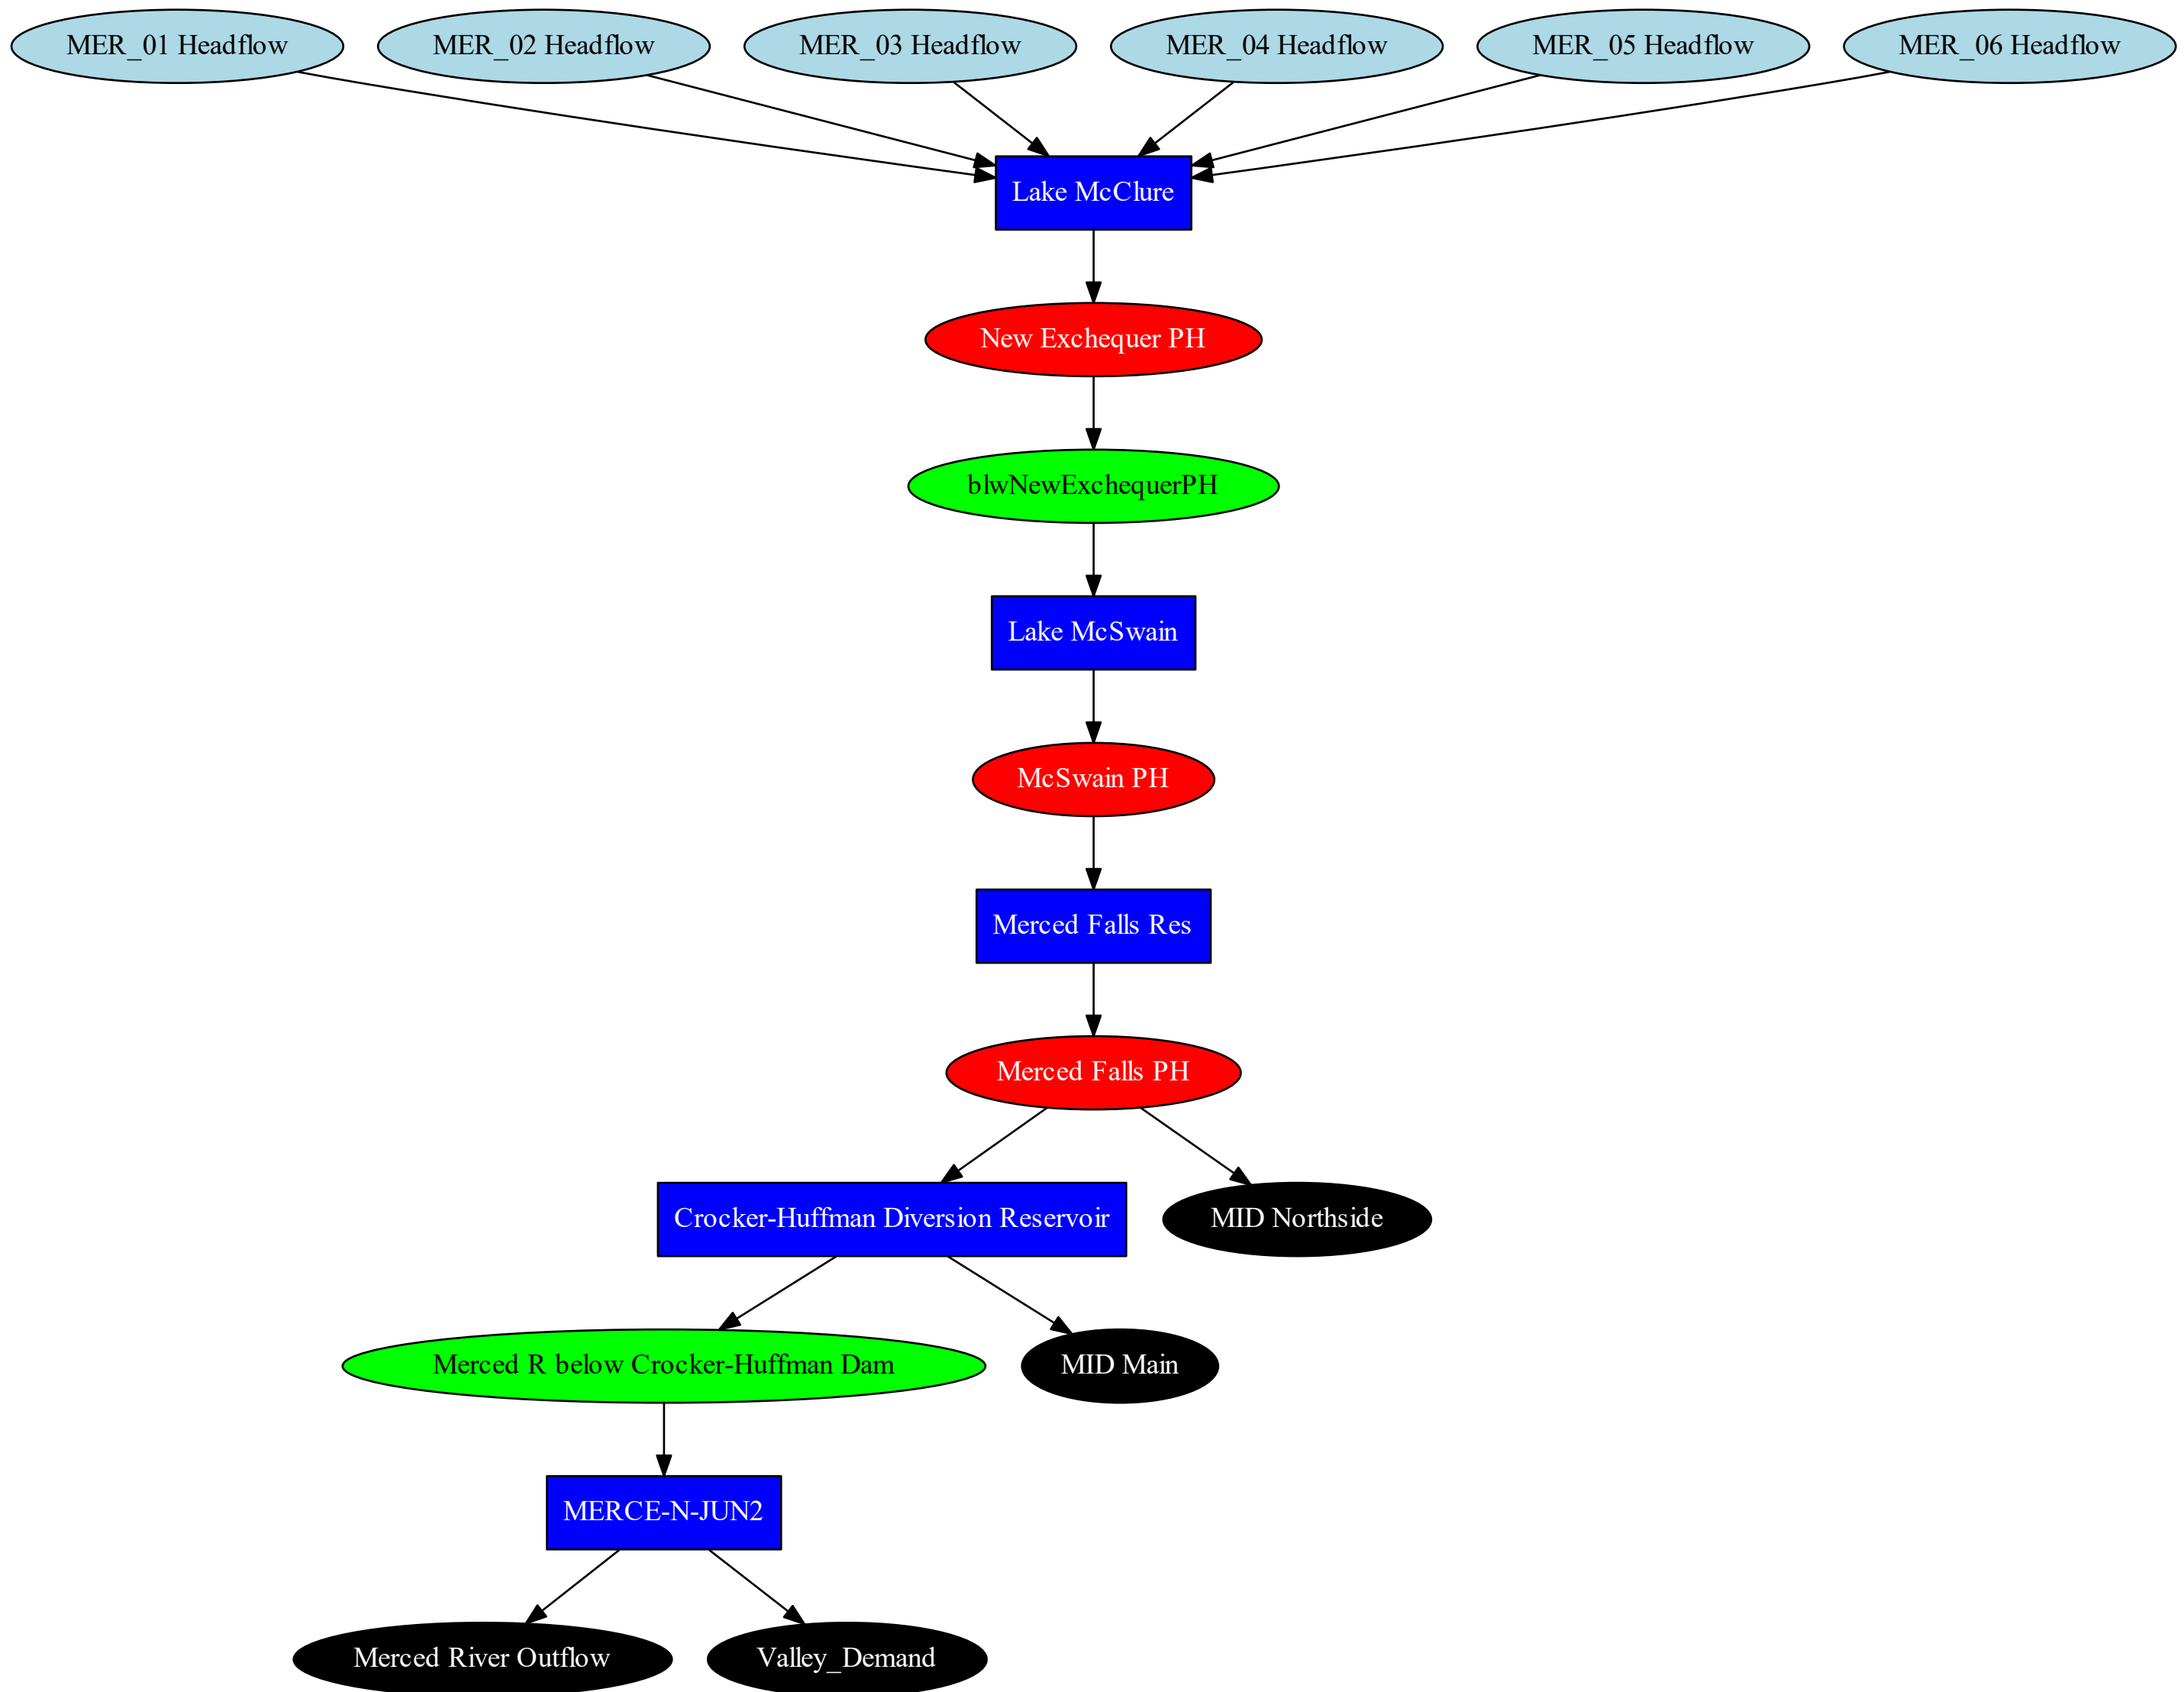 MER_01 Headflow
MER_02 Headflow
MER_03 Headflow
MER_04 Headflow
MER_05 Headflow
MER_06 Headflow
Lake McClure
New Exchequer PH
blwNewExchequerPH
Lake McSwain
McSwain PH
Merced Falls Res
Merced Falls PH
Crocker-Huffman Diversion Reservoir
MID Northside
Merced R below Crocker-Huffman Dam
MID Main
MERCE-N-JUN2
Merced River Outflow
Valley_Demand